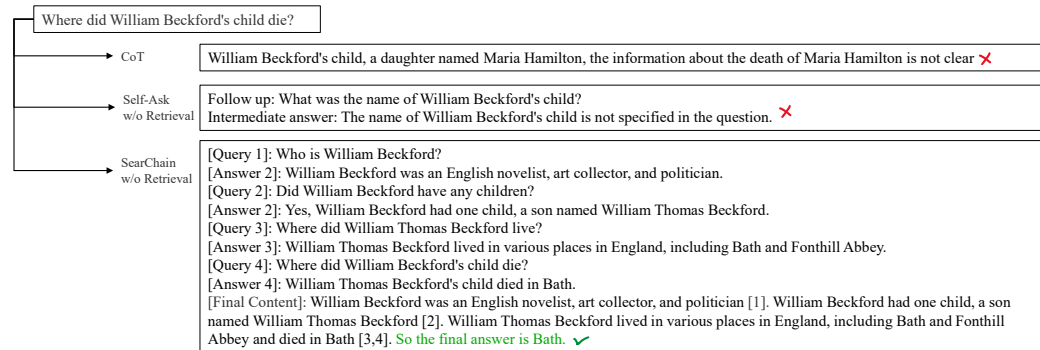 Where did William Beckford's child die?
CoT
William Beckford's child, a daughter named Maria Hamilton, the information about the death of Maria Hamilton is not clear
Self-Ask
w/o Retrieval
Follow up: What was the name of William Beckford's child?
Intermediate answer: The name of William Beckford's child is not specified in the question.
SearChain
w/o Retrieval
[Query 1]: Who is William Beckford?
[Answer 2]: William Beckford was an English novelist, art collector, and politician.
[Query 2]: Did William Beckford have any children?
[Answer 2]: Yes, William Beckford had one child, a son named William Thomas Beckford.
[Query 3]: Where did William Thomas Beckford live?
[Answer 3]: William Thomas Beckford lived in various places in England, including Bath and Fonthill Abbey.
[Query 4]: Where did William Beckford's child die?
[Answer 4]: William Thomas Beckford's child died in Bath.
[Final Content]: William Beckford was an English novelist, art collector, and politician [1]. William Beckford had one child, a son
named William Thomas Beckford [2]. William Thomas Beckford lived in various places in England, including Bath and Fonthill
Abbey and died in Bath [3,4]. So the final answer is Bath.